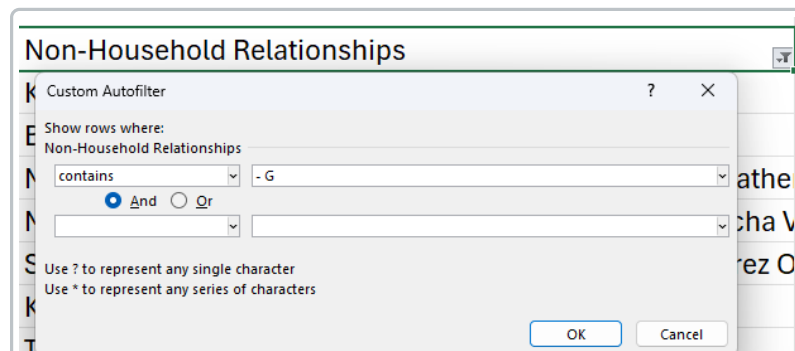 Non-Household Relationships
K
Custom Autofilter ?
E
Show rows where:
Non-Household Relationships
contains - G
And Or
Use ? to represent any single character
Use * to represent any series of characters
OK Cancel
N
athe
N
cha V
S
rez O
K
T